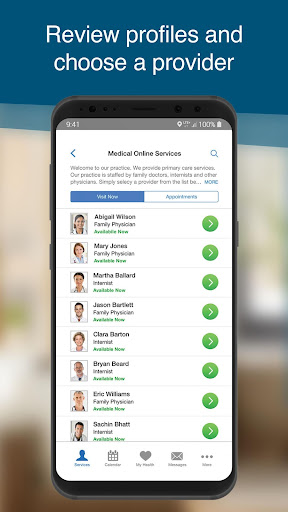 Review profiles and
choose a provider
9:41
100%
Medical Online Services
Welcome to our practice. We provide primary care services.
Our practice is staffed by family doctors, internists and other
physicians. Simply select a provider from the list be... MORE
Visit Now
Appointments
Abigail Wilson
Family Physician
Available Now
Mary Jones
Family Physician
Available Now
Martha Ballard
Internist
Available Now
Jason Bartlett
Family Physician
Available Now
Clara Barton
Internist
Available Now
Bryan Beard
Internist
Available Now
Eric Williams
Family Physician
Available Now
Sachin Bhatt
Internist
Available Now
Services
Calendar
My Health
Messages
More